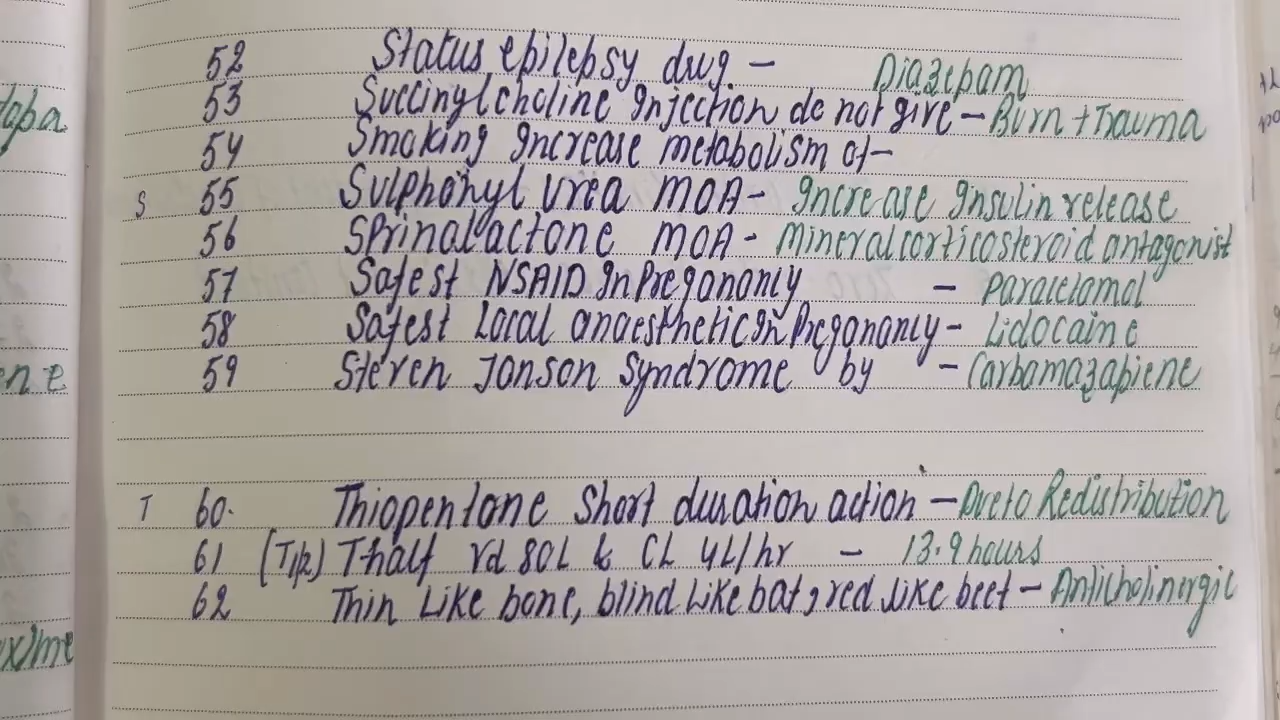 52 Status epilepsy drug - Diazepam
53 Succinylcholine Injection do not give - Burn + Trauma
54 Smoking Increase metabolism of -
S 55 Sulphonyl urea MOA - Increase Insulin release
56 SPrinalactone MOA - Mineralcorticosteroid antagonist
57 Safest NSAID In Pregonancy - Paracetamol
58 Safest Local anaesthetic In Pregonancy - Lidocaine
59 Steven Jonson Syndrome by - Carbamazapiene
T 60. Thiopentone Short duration action - Due to Redistribution
61 (T1/2) T half Vd 80L & CL 4L/hr - 13.9 hours
62 Thin Like bone, blind Like bat, red like beet - Anticholinergic